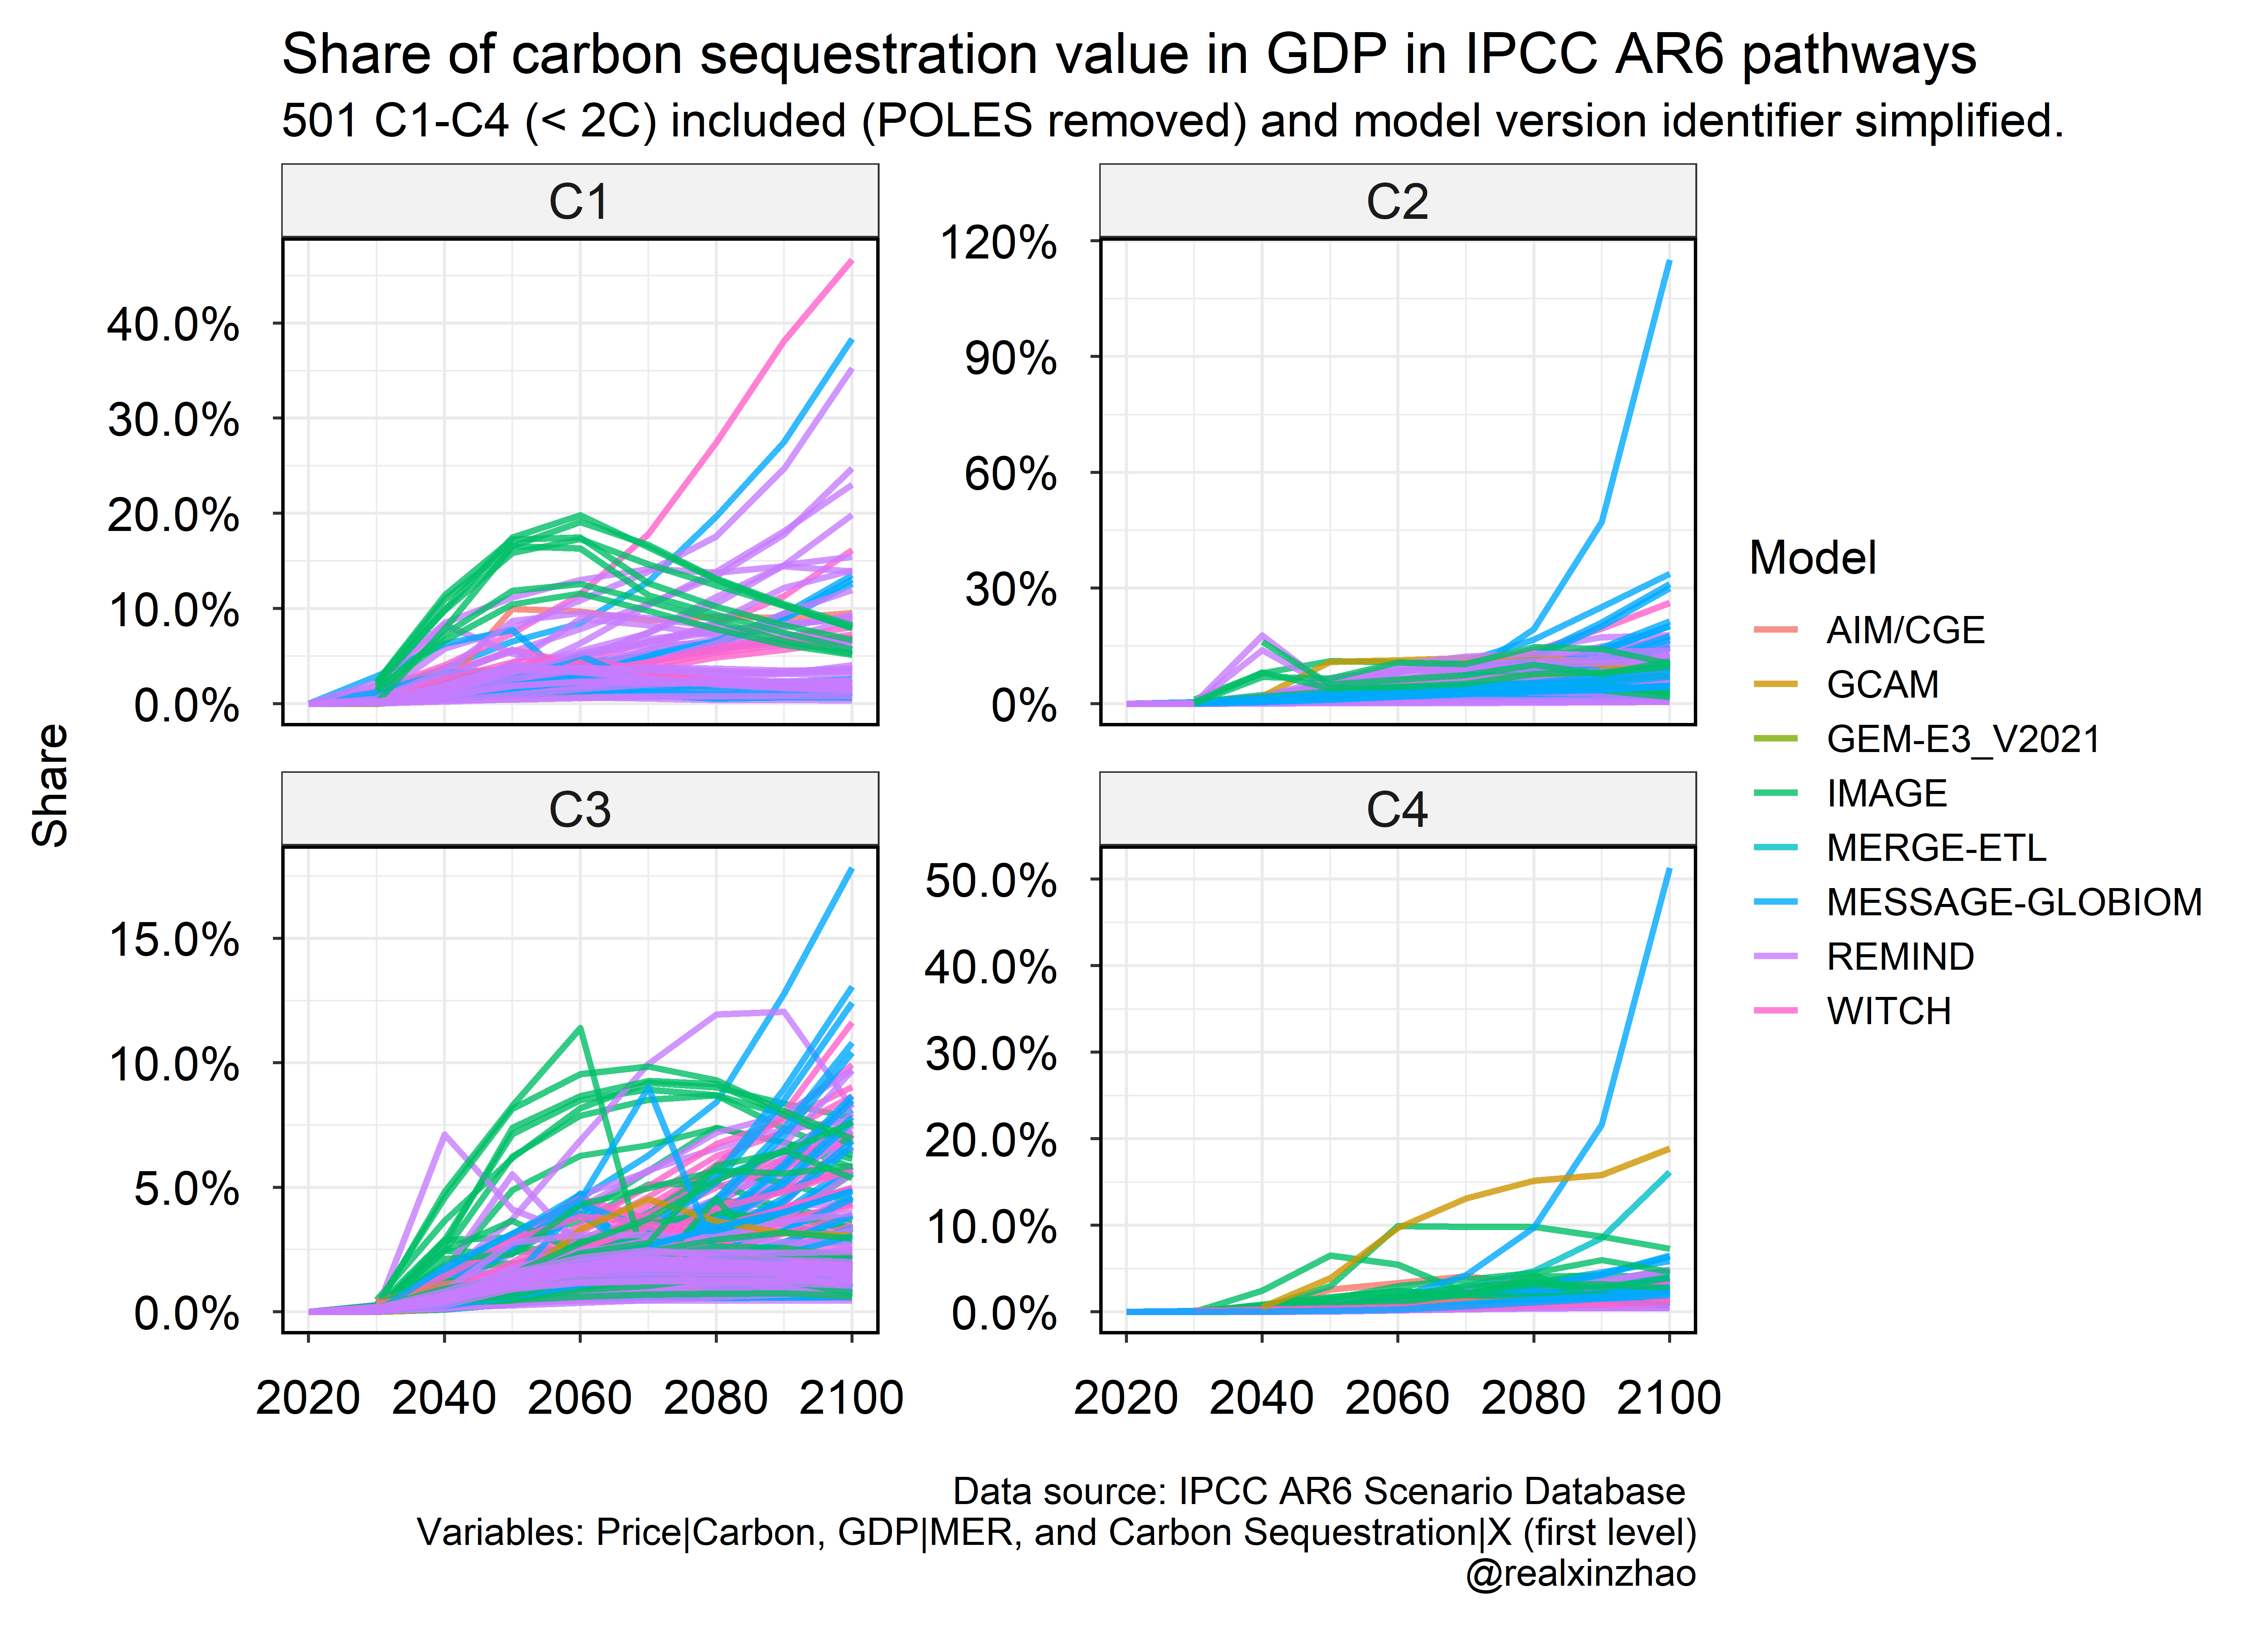 Share of carbon sequestration value in GDP in IPCC AR6 pathways
501 C1-C4 (< 2C) included (POLES removed) and model version identifier simplified.
C1
40.0%
30.0%
20.0%
10.0%
0.0%
C2
120%
90%
60%
30%
0%
Share
C3
15.0%
10.0%
5.0%
0.0%
2020
2040
2060
2080
2100
C4
50.0%
40.0%
30.0%
20.0%
10.0%
0.0%
2020
2040
2060
2080
2100
Model
AIM/CGE
GCAM
GEM-E3_V2021
IMAGE
MERGE-ETL
MESSAGE-GLOBIOM
REMIND
WITCH
Data source: IPCC AR6 Scenario Database
Variables: Price|Carbon, GDP|MER, and Carbon Sequestration|X (first level)
@realxinzhao